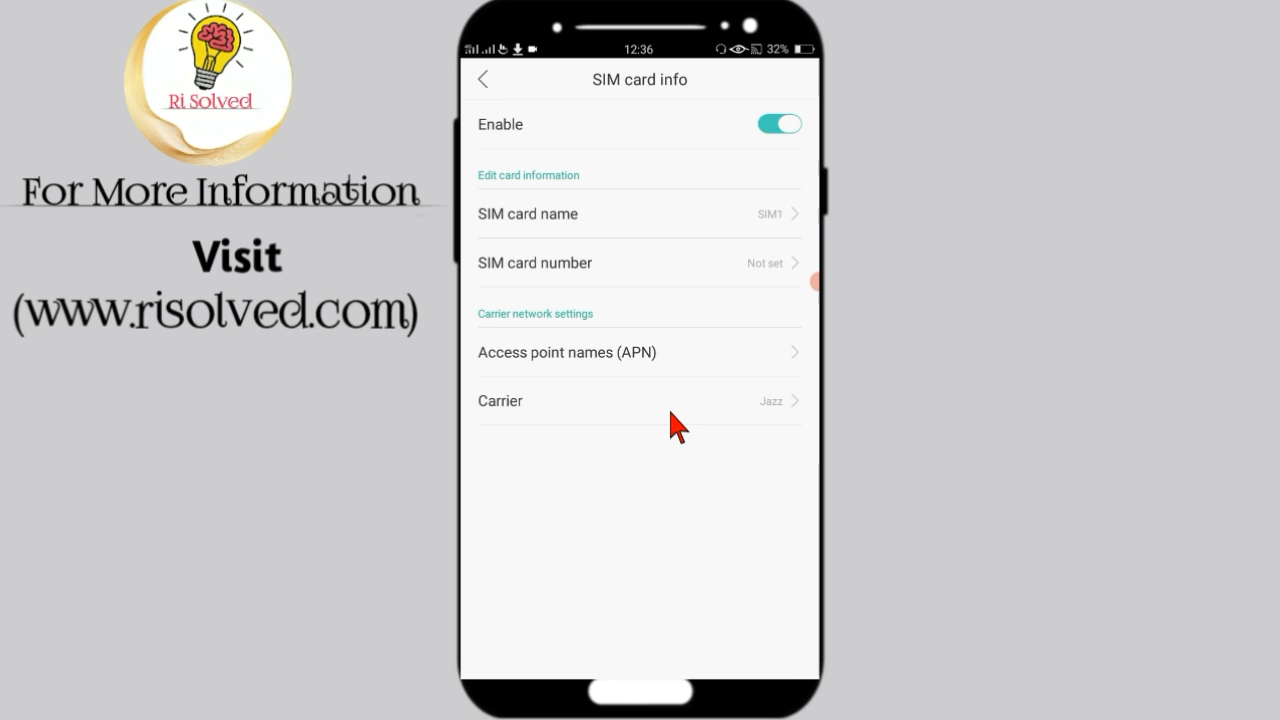 Ri Solved
For More Information
Visit
(www.risolved.com)
12:36
32%
SIM card info
Enable
Edit card information
SIM card name SIM1
SIM card number Not set
Carrier network settings
Access point names (APN)
Carrier Jazz